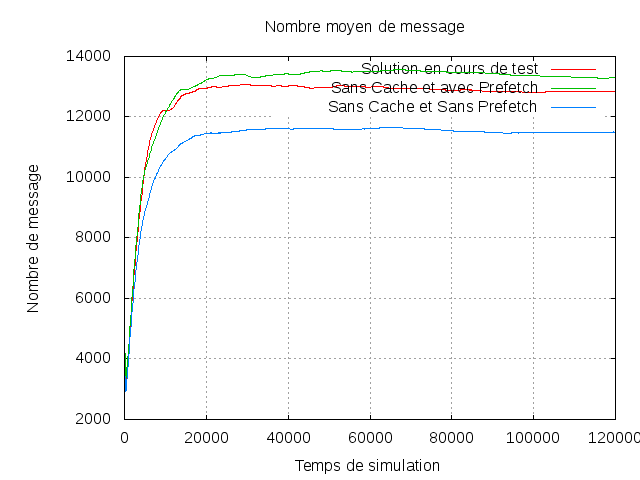 Nombre moyen de message
14000
12000
10000
8000
6000
4000
2000
Nombre de message
Solution en cours de test
Sans Cache et avec Prefetch
Sans Cache et Sans Prefetch
0 20000 40000 60000 80000 100000 120000
Temps de simulation